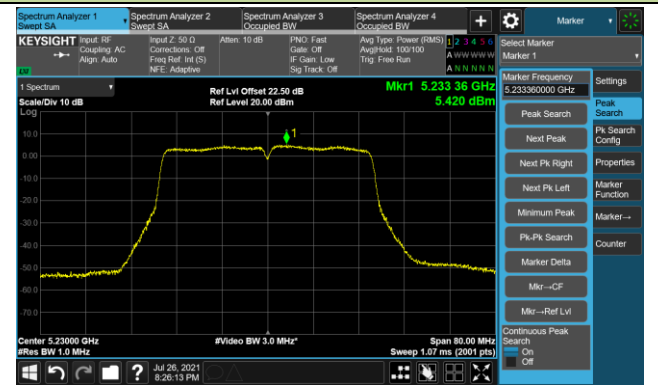 Spectrum Analyzer 1
Swept SA
Spectrum Analyzer 2
Swept SA
Spectrum Analyzer 3
Occupied BW
Spectrum Analyzer 4
Occupied BW
+
Marker
KEYSIGHT
Input: RF
Coupling: AC
Align: Auto
Input Z: 50 Ω
Corrections: Off
Freq Ref: Int (S)
NFE: Adaptive
Atten: 10 dB
PNO: Fast
Gate: Off
IF Gain: Low
Sig Track: Off
Avg Type: Power (RMS)
Avg|Hold: 100/100
Trig: Free Run
1 2 3 4 5 6
A W W W W W
A N N N N N
Select Marker
Marker 1
1 Spectrum
Scale/Div 10 dB
Log
Ref Lvl Offset 22.50 dB
Ref Level 20.00 dBm
Mkr1 5.233 36 GHz
5.420 dBm
1
10.0
0.00
-10.0
-20.0
-30.0
-40.0
-50.0
-60.0
-70.0
Center 5.23000 GHz
#Res BW 1.0 MHz
#Video BW 3.0 MHz*
Span 80.00 MHz
Sweep 1.07 ms (2001 pts)
Marker Frequency
5.233360000 GHz
Peak Search
Next Peak
Next Pk Right
Next Pk Left
Minimum Peak
Pk-Pk Search
Marker Delta
Mkr→CF
Mkr→Ref Lvl
Continuous Peak
Search
On
Off
Settings
Peak
Search
Pk Search
Config
Properties
Marker
Function
Marker→
Counter
?
Jul 26, 2021
8:26:13 PM